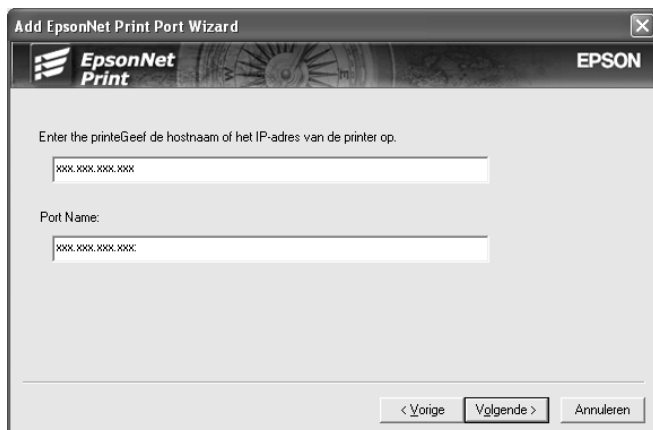 Add EpsonNet Print Port Wizard
EpsonNet
Print
EPSON
Enter the printeGeef de hostnaam of het IP-adres van de printer op.
xxx.xxx.xxx.xxx
Port Name:
xxx.xxx.xxx.xxx:
< Vorige
Volgende >
Annuleren